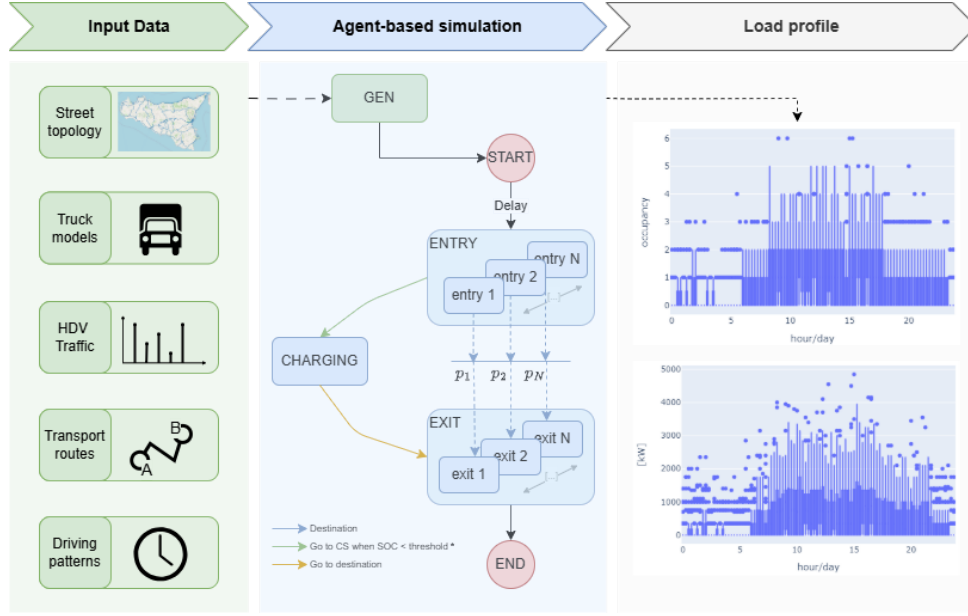 Input Data
Agent-based simulation
Load profile
Street
topology
Truck
models
HDV
Traffic
Transport
routes
A
B
Driving
patterns
GEN
START
Delay
ENTRY
entry N
entry 2
entry 1
CHARGING
p₁
p₂
p_N
EXIT
exit N
exit 2
exit 1
END
Destination
Go to CS when SOC < threshold *
Go to destination
6
5
4
3
2
1
0
occupancy
0 5 10 15 20
hour/day
5000
4000
3000
2000
1000
0
[kW]
0 5 10 15 20
hour/day